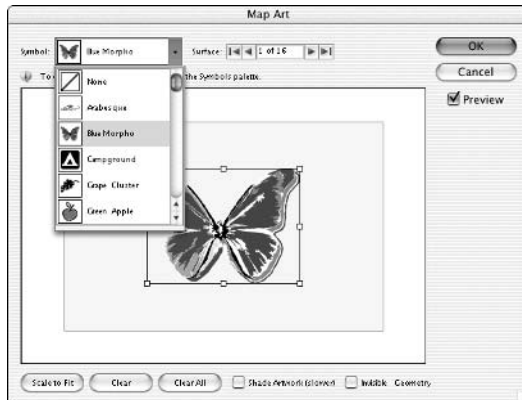 Map Art
Symbol: Blue Morpho Surface: 1 of 16 OK
To the Symbols palette. Cancel
Preview
None
Arabesque
Blue Morpho
Campground
Grape Cluster
Green Apple
Scale to Fit Clear Clear All Shade Artwork (slower) Invisible Geometry